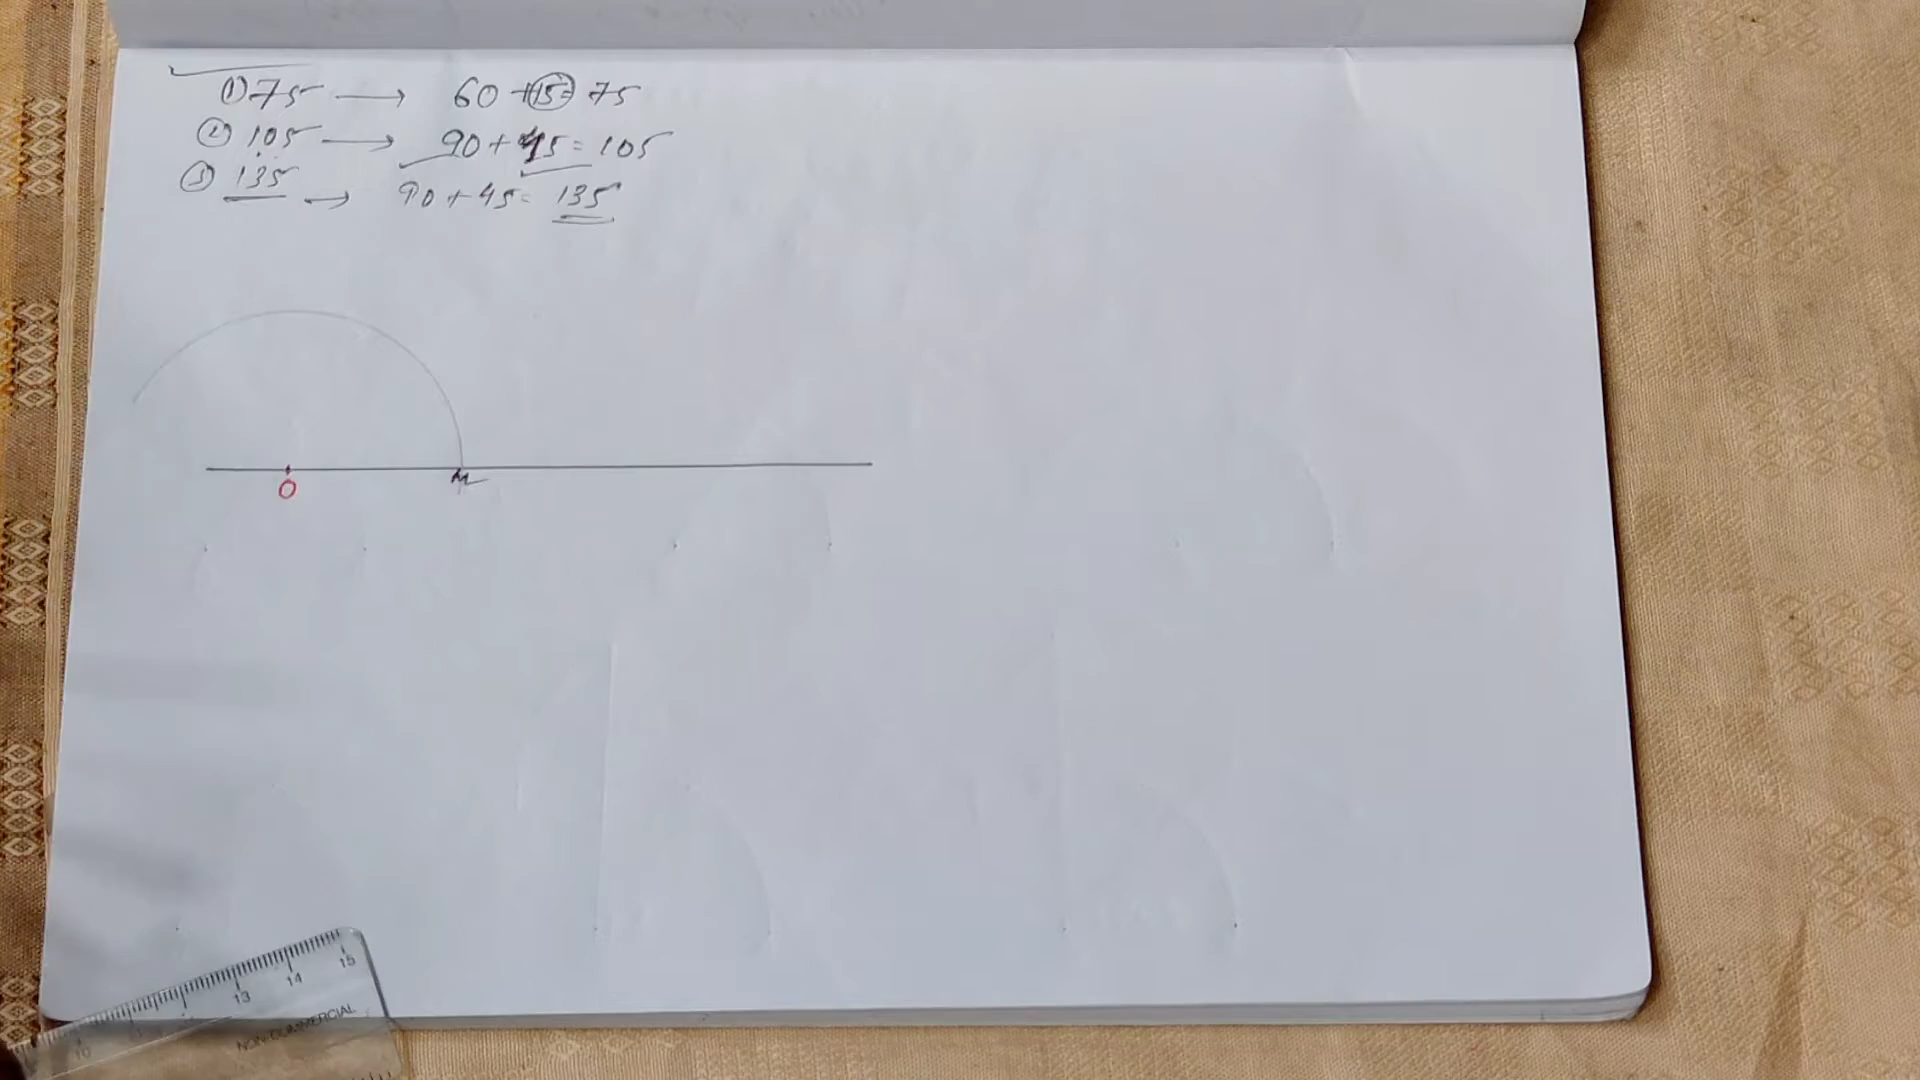 ① 75 → 60 + 15 = 75
② 105 → 90 + 15 = 105
③ 135 → 90 + 45 = 135
O
13 14 15
10
NON-COMMERCIAL